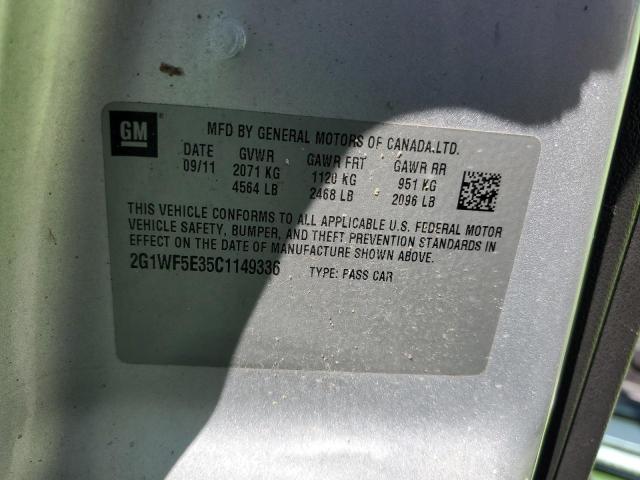 GM
MFD BY GENERAL MOTORS OF CANADA.LTD.
DATE GVWR GAWR FRT GAWR RR
09/11 2071 KG 1120 KG 951 KG
4564 LB 2468 LB 2096 LB
THIS VEHICLE CONFORMS TO ALL APPLICABLE U.S. FEDERAL MOTOR
VEHICLE SAFETY, BUMPER, AND THEFT PREVENTION STANDARDS IN
EFFECT ON THE DATE OF MANUFACTURE SHOWN ABOVE.
2G1WF5E35C1149336 TYPE: PASS CAR